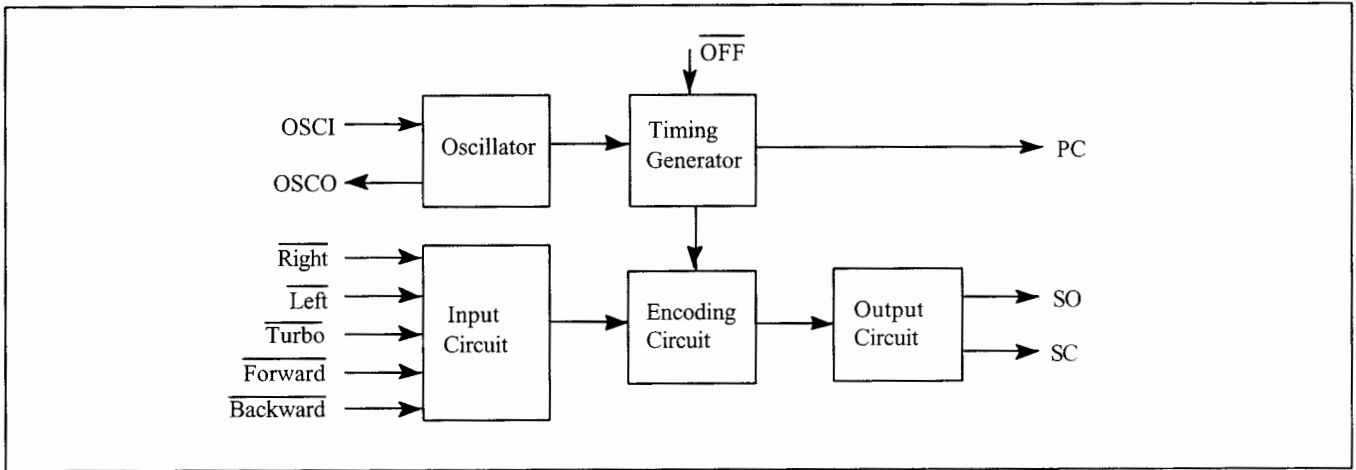 OFF
OSCI
OSCO
Oscillator
Timing
Generator
PC
Right
Left
Turbo
Forward
Backward
Input
Circuit
Encoding
Circuit
Output
Circuit
SO
SC